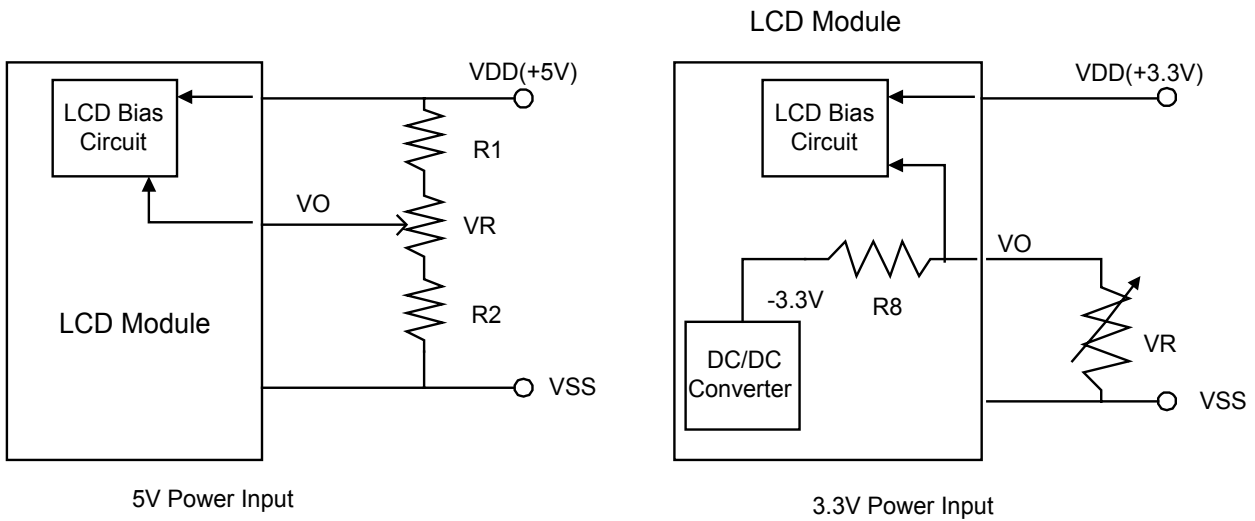 LCD Module
VDD(+5V)
LCD Bias
Circuit
R1
VO
VR
LCD Module
R2
VSS
5V Power Input
VDD(+3.3V)
LCD Bias
Circuit
VO
-3.3V
R8
VR
DC/DC
Converter
VSS
3.3V Power Input